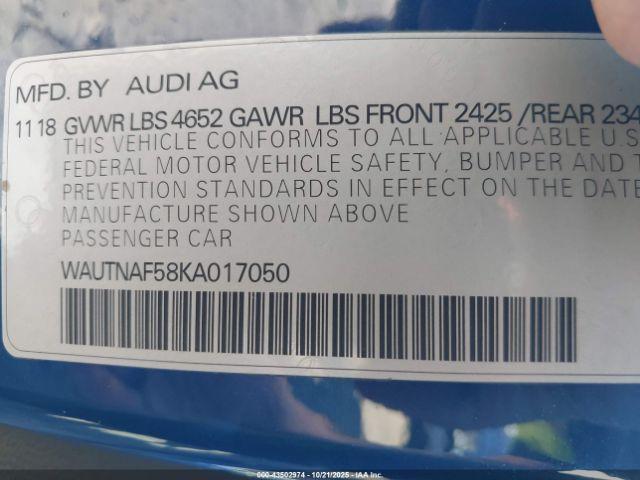 MFD. BY AUDI AG
11 18 GVWR LBS 4652 GAWR LBS FRONT 2425 /REAR 234
THIS VEHICLE CONFORMS TO ALL APPLICABLE U.S
FEDERAL MOTOR VEHICLE SAFETY, BUMPER AND T
PREVENTION STANDARDS IN EFFECT ON THE DATE
MANUFACTURE SHOWN ABOVE
PASSENGER CAR
WAUTNAF58KA017050
000-43502974 - 10/21/2025 - IAA Inc.